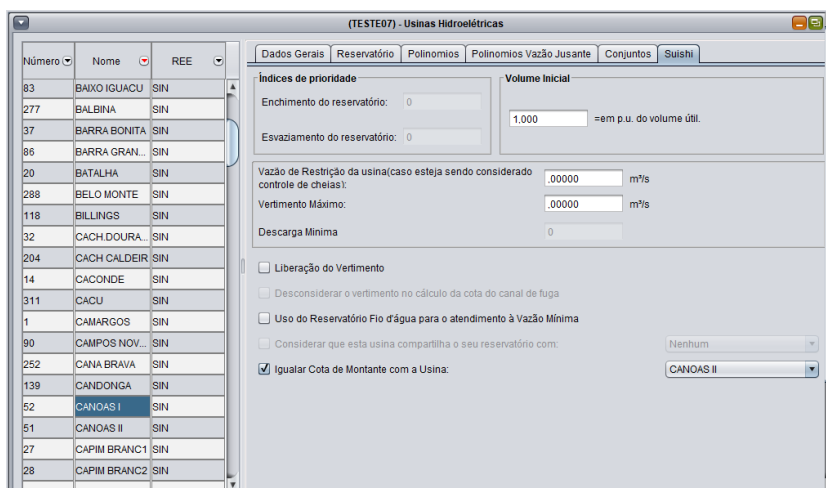 (TESTE07) - Usinas Hidroelétricas
Número Nome REE
83 BAIXO IGUACU SIN
277 BALBINA SIN
37 BARRA BONITA SIN
86 BARRA GRAN... SIN
20 BATALHA SIN
288 BELO MONTE SIN
118 BILLINGS SIN
32 CACH.DOURA... SIN
204 CACH CALDEIR SIN
14 CACONDE SIN
311 CACU SIN
1 CAMARGOS SIN
90 CAMPOS NOV... SIN
252 CANA BRAVA SIN
139 CANDONGA SIN
52 CANOAS I SIN
51 CANOAS II SIN
27 CAPIM BRANC1 SIN
28 CAPIM BRANC2 SIN
Dados Gerais Reservatório Polinomios Polinomios Vazão Jusante Conjuntos Suishi
Índices de prioridade
Enchimento do reservatório: 0
Esvaziamento do reservatório: 0
Volume Inicial
1,000 =em p.u. do volume útil.
Vazão de Restrição da usina(caso esteja sendo considerado
controle de cheias): ,00000 m³/s
Vertimento Máximo: ,00000 m³/s
Descarga Minima 0
Liberação do Vertimento
Desconsiderar o vertimento no cálculo da cota do canal de fuga
Uso do Reservatório Fio d'água para o atendimento à Vazão Mínima
Considerar que esta usina compartilha o seu reservatório com: Nenhum
Igualar Cota de Montante com a Usina: CANOAS II